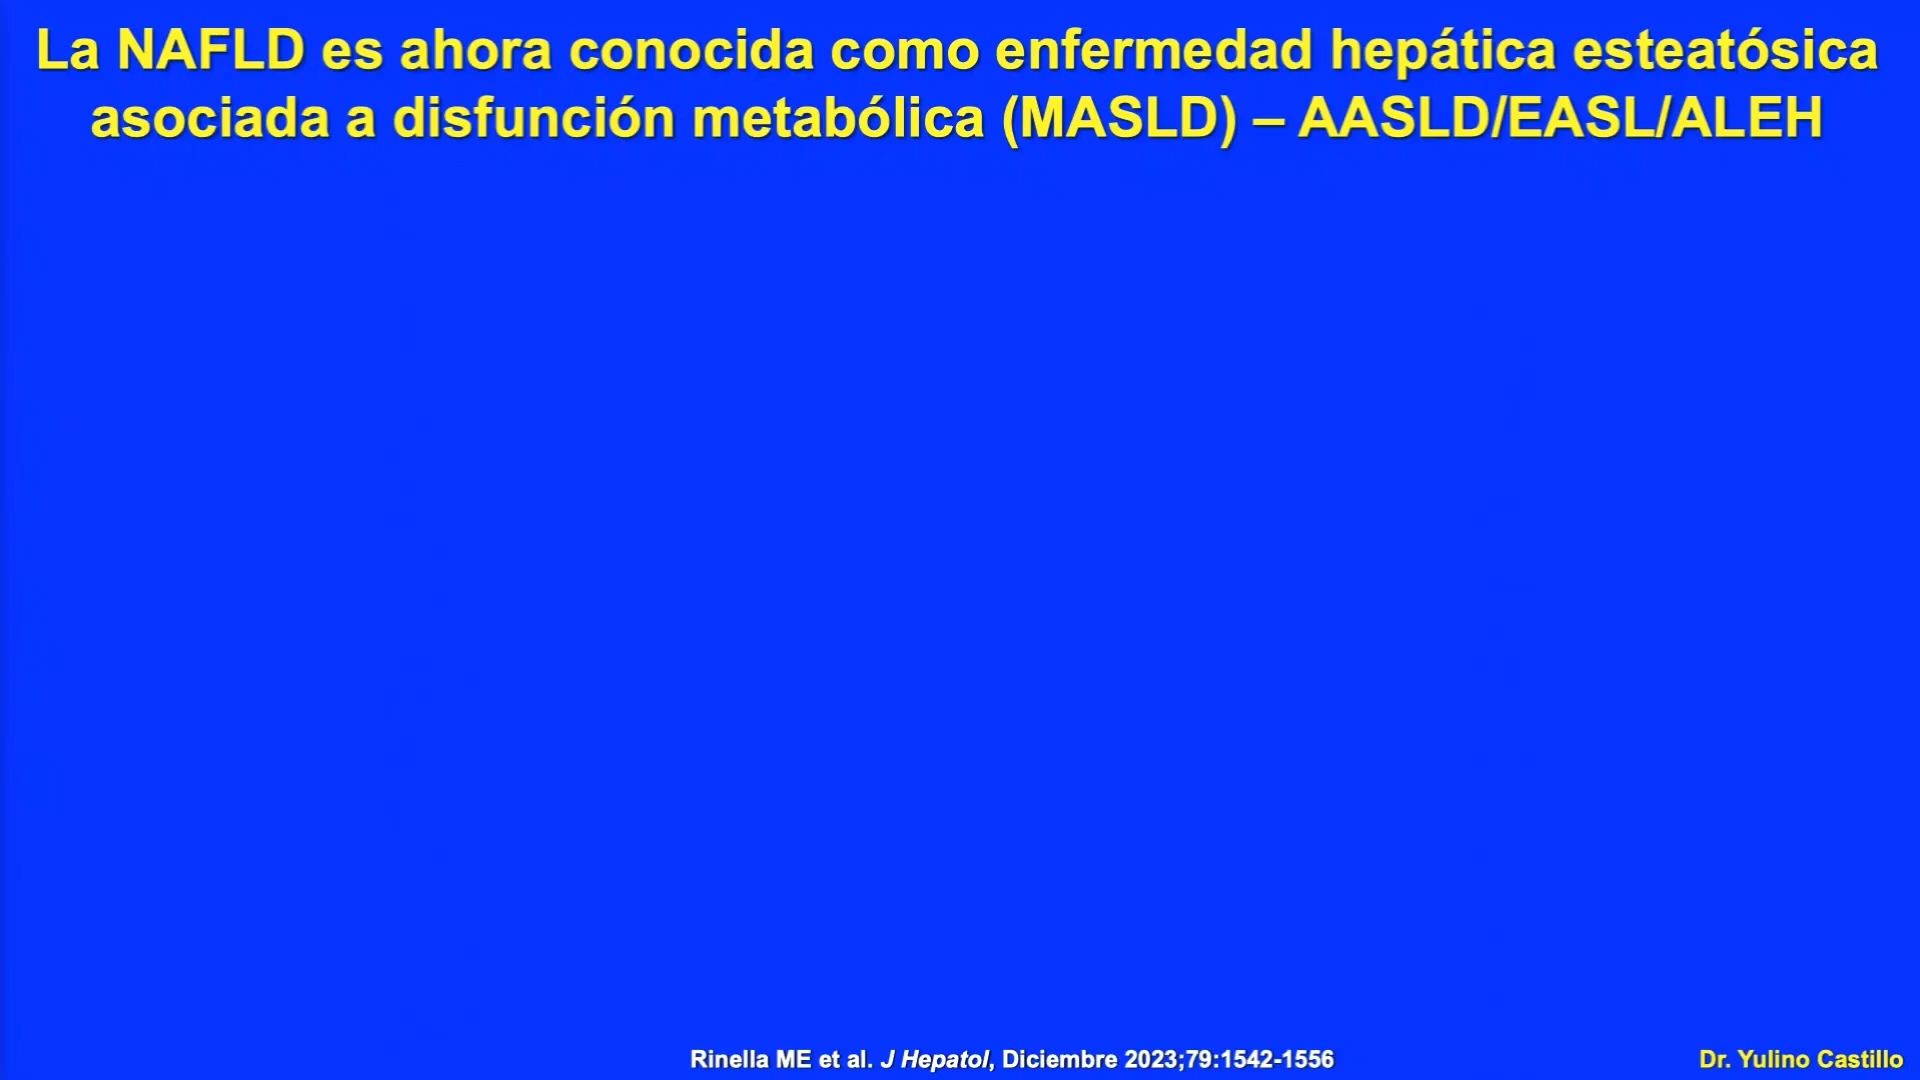 La NAFLD es ahora conocida como enfermedad hepática esteatósica
asociada a disfunción metabólica (MASLD) – AASLD/EASL/ALEH
Rinella ME et al. J Hepatol, Diciembre 2023;79:1542-1556
Dr. Yulino Castillo